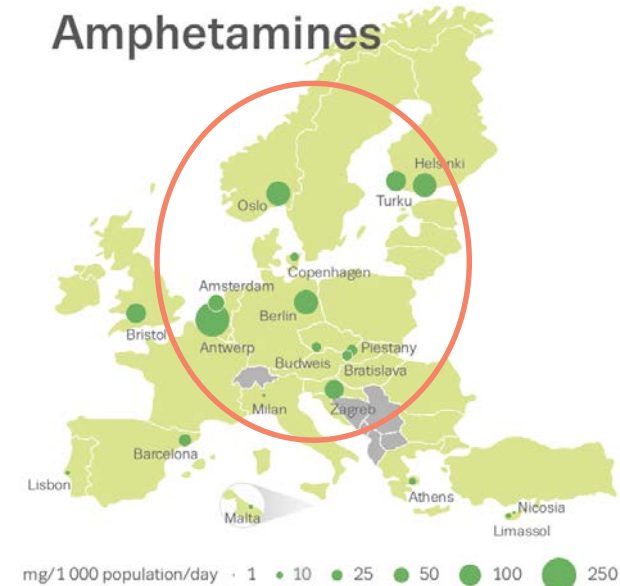 Amphetamines
Helsinki
Turku
Oslo
Copenhagen
Amsterdam
Berlin
Bristol
Antwerp
Piestany
Budweis
Bratislava
Milan
Zagreb
Barcelona
Lisbon
Athens
Malta
Nicosia
Limassol
mg/1 000 population/day 1 10 25 50 100 250